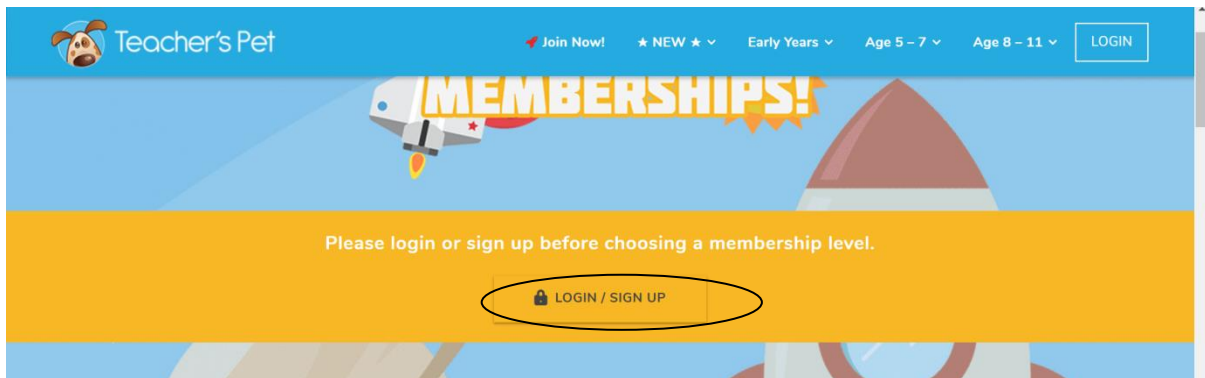 Teacher's Pet
Join Now! ★ NEW ★ Early Years Age 5 – 7 Age 8 – 11 LOGIN
MEMBERSHIPS!
Please login or sign up before choosing a membership level.
LOGIN / SIGN UP